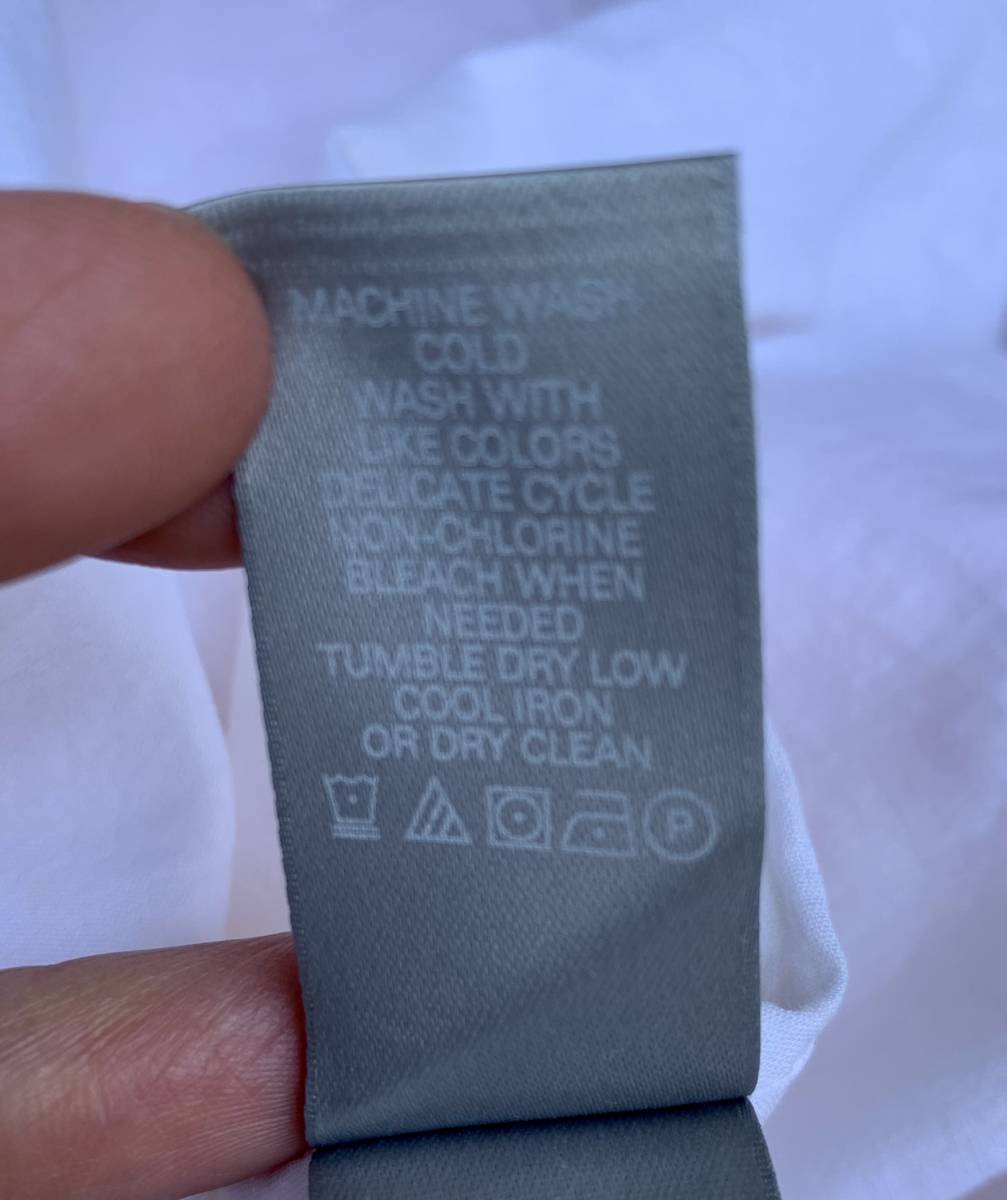 MACHINE WASH
COLD
WASH WITH
LIKE COLORS
DELICATE CYCLE
NON-CHLORINE
BLEACH WHEN
NEEDED
TUMBLE DRY LOW
COOL IRON
OR DRY CLEAN
P